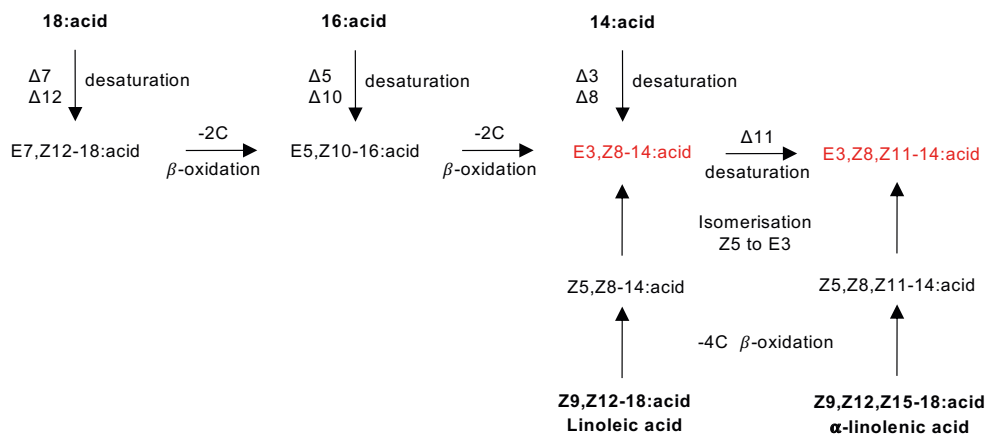 18:acid
16:acid
14:acid
Δ7
Δ12
desaturation
Δ5
Δ10
desaturation
Δ3
Δ8
desaturation
E7,Z12-18:acid
-2C
β-oxidation
E5,Z10-16:acid
-2C
β-oxidation
E3,Z8-14:acid
Δ11
desaturation
E3,Z8,Z11-14:acid
Isomerisation
Z5 to E3
Z5,Z8-14:acid
Z5,Z8,Z11-14:acid
-4C β-oxidation
Z9,Z12-18:acid
Linoleic acid
Z9,Z12,Z15-18:acid
α-linolenic acid